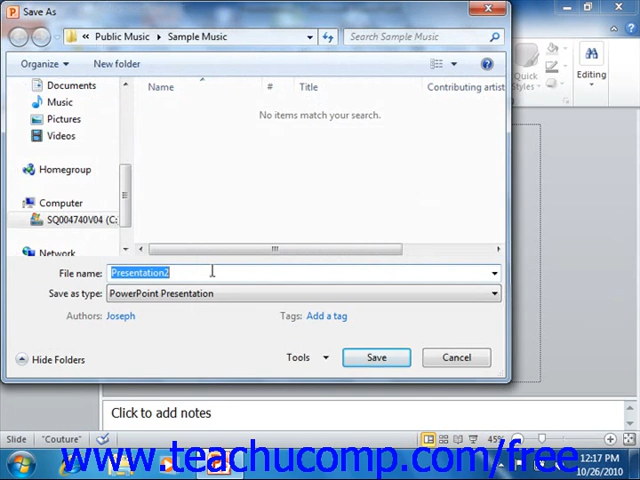 Save As
Public Music
Sample Music
Search Sample Music
Organize
New folder
Documents
Music
Pictures
Videos
Homegroup
Computer
SQ004740V04 (C:
Network
Name
#
Title
Contributing artist
No items match your search.
File name: Presentation2
Save as type: PowerPoint Presentation
Authors: Joseph
Tags: Add a tag
Hide Folders
Tools
Save
Cancel
Quick
Styles
Editing
Click to add notes
Slide
"Couture"
45%
12:17 PM
10/26/2010
www.teachucomp.com/free